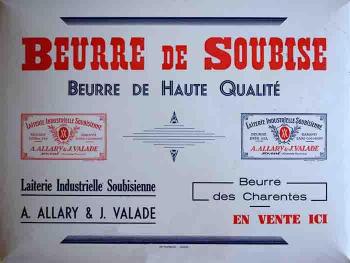 BEURRE DE SOUBISE
BEURRE DE HAUTE QUALITÉ
LAITERIE INDUSTRIELLE SOUBISIENNE
A. ALLARY & J. VALADE
LAITERIE INDUSTRIELLE SOUBISIENNE
A. ALLARY & J. VALADE
Laiterie Industrielle Soubisienne
A. ALLARY & J. VALADE
Beurre
des Charentes
EN VENTE ICI